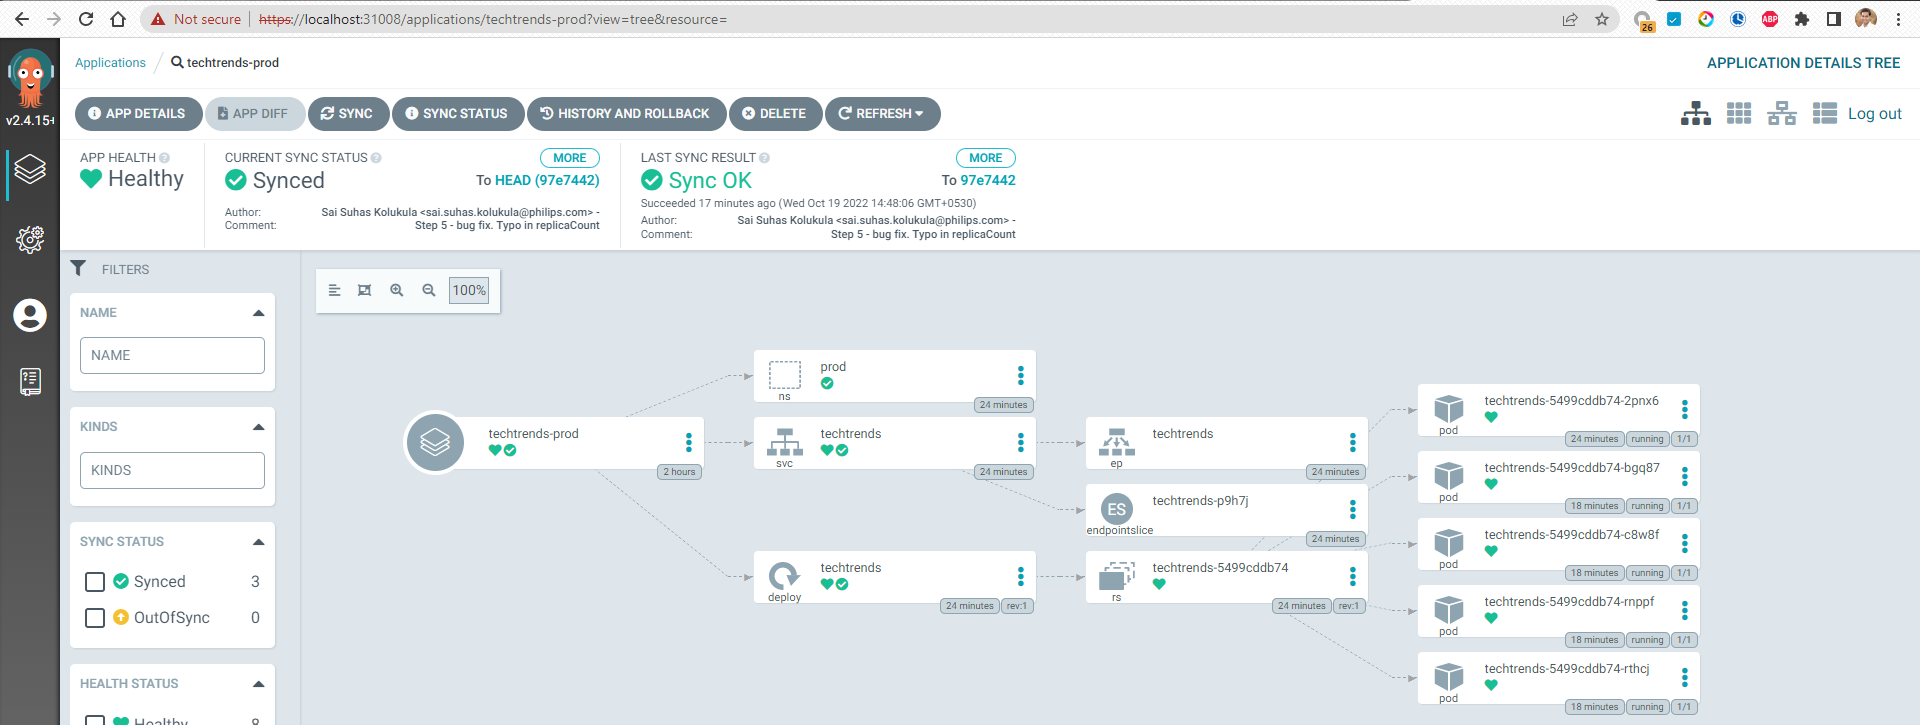 Not secure | https://localhost:31008/applications/techtrends-prod?view=tree&resource=
26
ABP
v2.4.15+
Applications / techtrends-prod
APPLICATION DETAILS TREE
APP DETAILS
APP DIFF
SYNC
SYNC STATUS
HISTORY AND ROLLBACK
DELETE
REFRESH
Log out
APP HEALTH
Healthy
CURRENT SYNC STATUS
MORE
Synced
To HEAD (97e7442)
Author: Sai Suhas Kolukula <sai.suhas.kolukula@philips.com> -
Comment: Step 5 - bug fix. Typo in replicaCount
LAST SYNC RESULT
MORE
Sync OK
To 97e7442
Succeeded 17 minutes ago (Wed Oct 19 2022 14:48:06 GMT+0530)
Author: Sai Suhas Kolukula <sai.suhas.kolukula@philips.com> -
Comment: Step 5 - bug fix. Typo in replicaCount
FILTERS
NAME
NAME
KINDS
KINDS
SYNC STATUS
Synced 3
OutOfSync 0
HEALTH STATUS
Healthy 8
100%
techtrends-prod
2 hours
prod
ns
24 minutes
techtrends
svc
24 minutes
techtrends
deploy
24 minutes rev:1
techtrends
ep
24 minutes
ES
techtrends-p9h7j
endpointslice
24 minutes
techtrends-5499cddb74
rs
24 minutes rev:1
techtrends-5499cddb74-2pnx6
pod
24 minutes running 1/1
techtrends-5499cddb74-bgq87
pod
18 minutes running 1/1
techtrends-5499cddb74-c8w8f
pod
18 minutes running 1/1
techtrends-5499cddb74-rnppf
pod
18 minutes running 1/1
techtrends-5499cddb74-rthcj
pod
18 minutes running 1/1